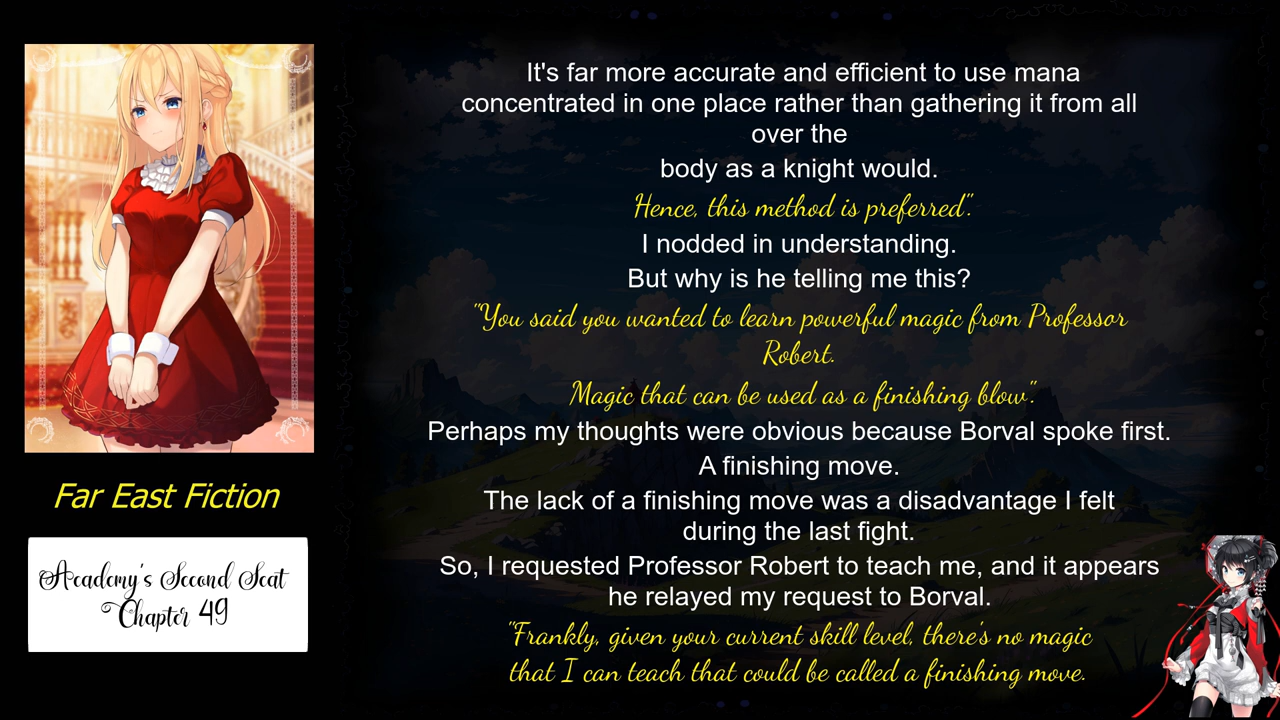 It's far more accurate and efficient to use mana
concentrated in one place rather than gathering it from all
over the
body as a knight would.
Hence, this method is preferred".
I nodded in understanding.
But why is he telling me this?
"You said you wanted to learn powerful magic from Professor
Robert.
Magic that can be used as a finishing blow".
Perhaps my thoughts were obvious because Borval spoke first.
A finishing move.
The lack of a finishing move was a disadvantage I felt
during the last fight.
So, I requested Professor Robert to teach me, and it appears
he relayed my request to Borval.
"Frankly, given your current skill level, there's no magic
that I can teach that could be called a finishing move.
Far East Fiction
Academy's Second Seat
Chapter 49